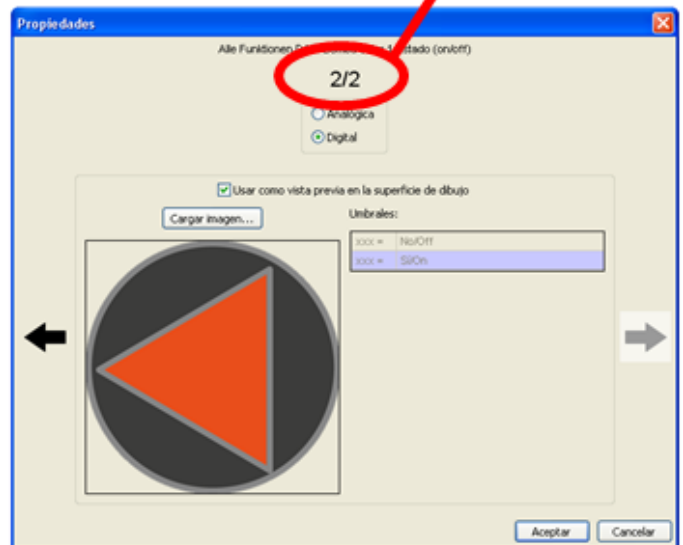 Propiedades
Alle Funktionen stado (on/off)
2/2
Analógica
Digital
Usar como vista previa en la superficie de dibujo
Cargar imagen...
Umbrales:
xxx = No/Off
xxx = Sí/On
Aceptar
Cancelar